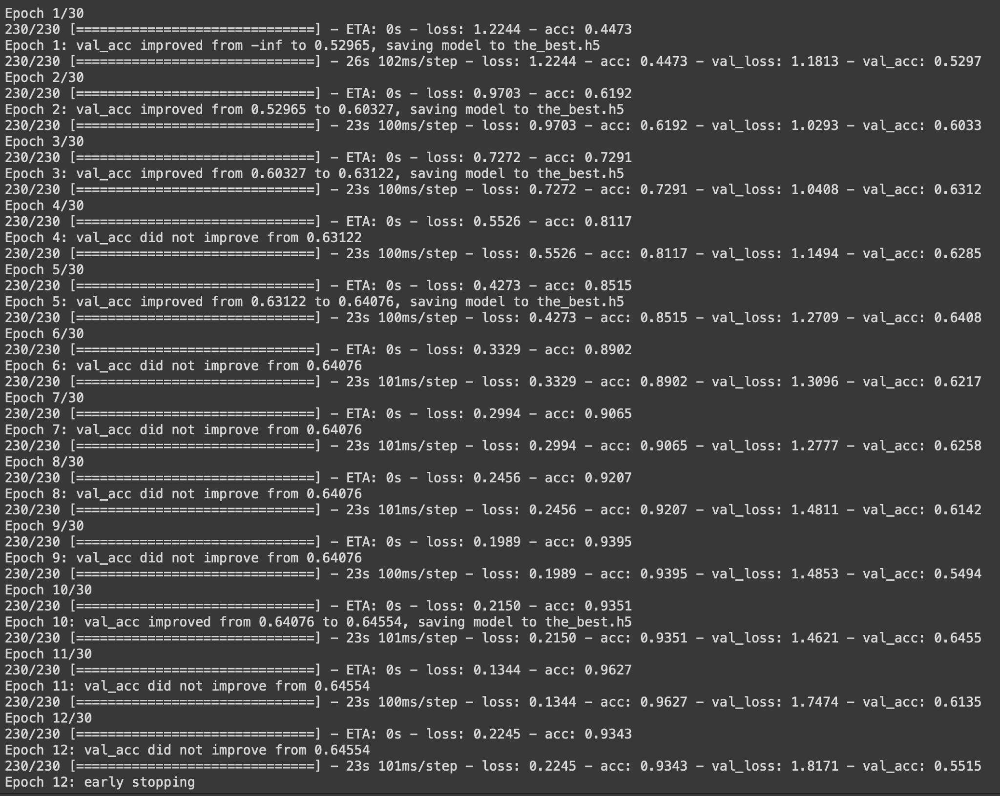 Epoch 1/30
230/230 [==============================] - ETA: 0s - loss: 1.2244 - acc: 0.4473
Epoch 1: val_acc improved from -inf to 0.52965, saving model to the_best.h5
230/230 [==============================] - 26s 102ms/step - loss: 1.2244 - acc: 0.4473 - val_loss: 1.1813 - val_acc: 0.5297
Epoch 2/30
230/230 [==============================] - ETA: 0s - loss: 0.9703 - acc: 0.6192
Epoch 2: val_acc improved from 0.52965 to 0.60327, saving model to the_best.h5
230/230 [==============================] - 23s 100ms/step - loss: 0.9703 - acc: 0.6192 - val_loss: 1.0293 - val_acc: 0.6033
Epoch 3/30
230/230 [==============================] - ETA: 0s - loss: 0.7272 - acc: 0.7291
Epoch 3: val_acc improved from 0.60327 to 0.63122, saving model to the_best.h5
230/230 [==============================] - 23s 100ms/step - loss: 0.7272 - acc: 0.7291 - val_loss: 1.0408 - val_acc: 0.6312
Epoch 4/30
230/230 [==============================] - ETA: 0s - loss: 0.5526 - acc: 0.8117
Epoch 4: val_acc did not improve from 0.63122
230/230 [==============================] - 23s 100ms/step - loss: 0.5526 - acc: 0.8117 - val_loss: 1.1494 - val_acc: 0.6285
Epoch 5/30
230/230 [==============================] - ETA: 0s - loss: 0.4273 - acc: 0.8515
Epoch 5: val_acc improved from 0.63122 to 0.64076, saving model to the_best.h5
230/230 [==============================] - 23s 100ms/step - loss: 0.4273 - acc: 0.8515 - val_loss: 1.2709 - val_acc: 0.6408
Epoch 6/30
230/230 [==============================] - ETA: 0s - loss: 0.3329 - acc: 0.8902
Epoch 6: val_acc did not improve from 0.64076
230/230 [==============================] - 23s 101ms/step - loss: 0.3329 - acc: 0.8902 - val_loss: 1.3096 - val_acc: 0.6217
Epoch 7/30
230/230 [==============================] - ETA: 0s - loss: 0.2994 - acc: 0.9065
Epoch 7: val_acc did not improve from 0.64076
230/230 [==============================] - 23s 101ms/step - loss: 0.2994 - acc: 0.9065 - val_loss: 1.2777 - val_acc: 0.6258
Epoch 8/30
230/230 [==============================] - ETA: 0s - loss: 0.2456 - acc: 0.9207
Epoch 8: val_acc did not improve from 0.64076
230/230 [==============================] - 23s 101ms/step - loss: 0.2456 - acc: 0.9207 - val_loss: 1.4811 - val_acc: 0.6142
Epoch 9/30
230/230 [==============================] - ETA: 0s - loss: 0.1989 - acc: 0.9395
Epoch 9: val_acc did not improve from 0.64076
230/230 [==============================] - 23s 100ms/step - loss: 0.1989 - acc: 0.9395 - val_loss: 1.4853 - val_acc: 0.5494
Epoch 10/30
230/230 [==============================] - ETA: 0s - loss: 0.2150 - acc: 0.9351
Epoch 10: val_acc improved from 0.64076 to 0.64554, saving model to the_best.h5
230/230 [==============================] - 23s 101ms/step - loss: 0.2150 - acc: 0.9351 - val_loss: 1.4621 - val_acc: 0.6455
Epoch 11/30
230/230 [==============================] - ETA: 0s - loss: 0.1344 - acc: 0.9627
Epoch 11: val_acc did not improve from 0.64554
230/230 [==============================] - 23s 100ms/step - loss: 0.1344 - acc: 0.9627 - val_loss: 1.7474 - val_acc: 0.6135
Epoch 12/30
230/230 [==============================] - ETA: 0s - loss: 0.2245 - acc: 0.9343
Epoch 12: val_acc did not improve from 0.64554
230/230 [==============================] - 23s 101ms/step - loss: 0.2245 - acc: 0.9343 - val_loss: 1.8171 - val_acc: 0.5515
Epoch 12: early stopping